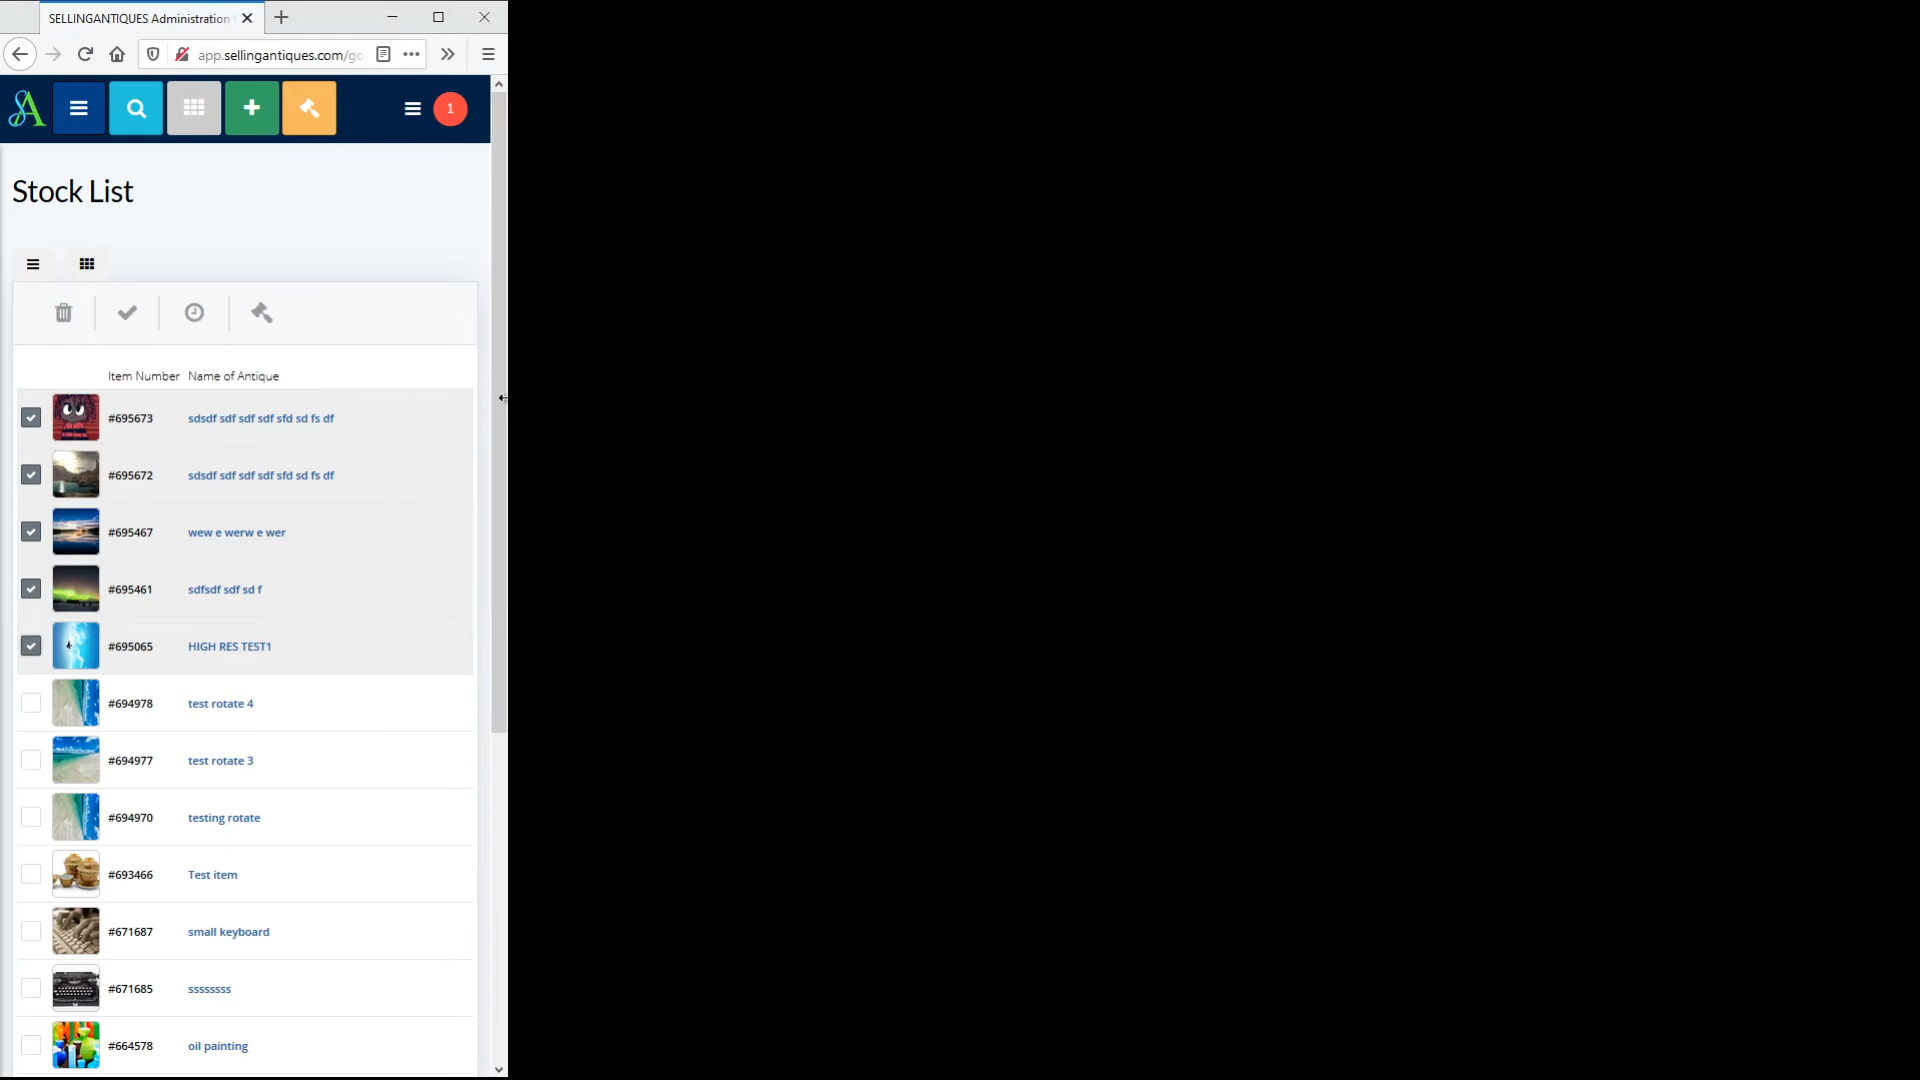 SELLINGANTIQUES Administration
app.sellingantiques.com/go
1
Stock List
Item Number Name of Antique
#695673 sdsdf sdf sdf sdf sfd sd fs df
#695672 sdsdf sdf sdf sdf sfd sd fs df
#695467 wew e werw e wer
#695461 sdfsdf sdf sd f
#695065 HIGH RES TEST1
#694978 test rotate 4
#694977 test rotate 3
#694970 testing rotate
#693466 Test item
#671687 small keyboard
#671685 ssssssss
#664578 oil painting